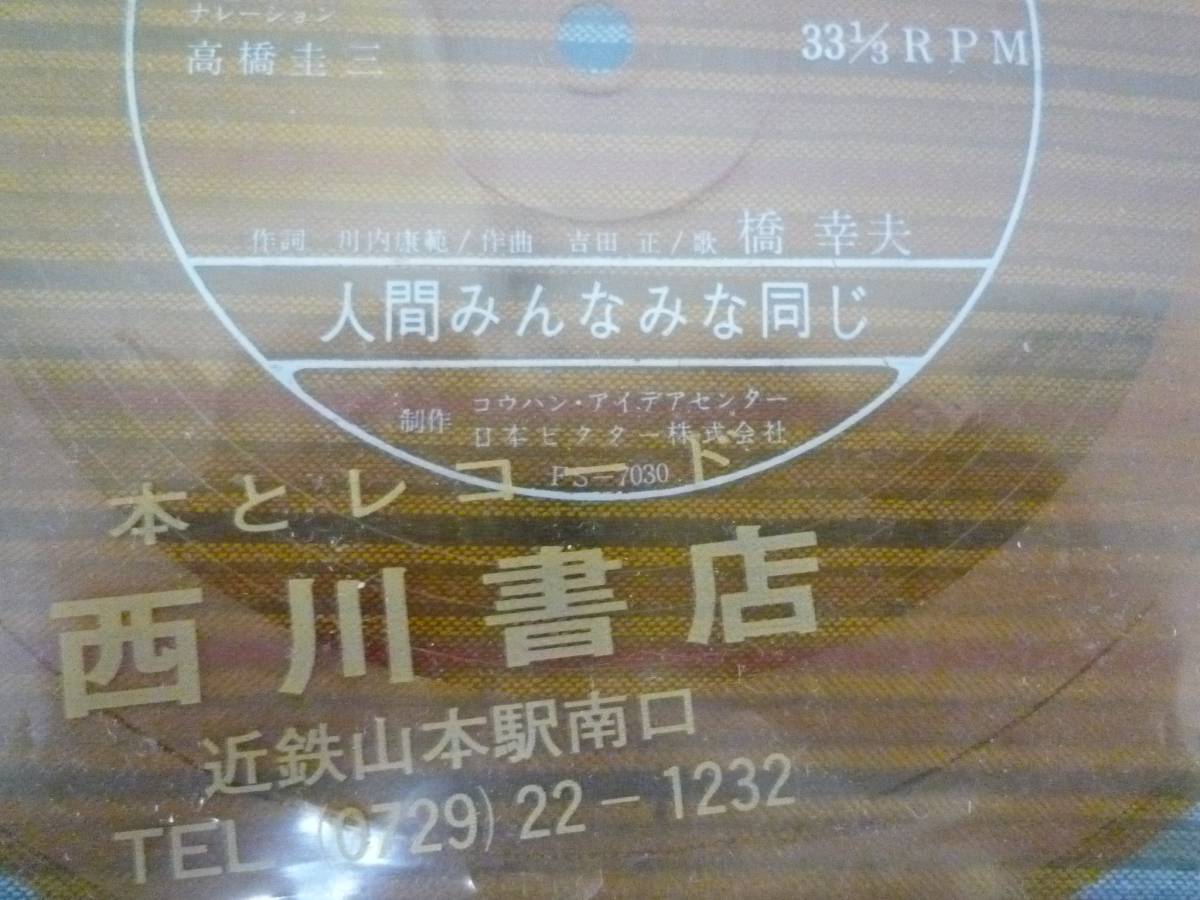 ナレーション
高橋圭三
33⅓ RPM
作詞 川内康範/作曲 吉田 正/歌 橋 幸夫
人間みんなみな同じ
制作 コウハン・アイデアセンター
日本ビクター株式会社
FS-7030
本とレコード
西川書店
近鉄山本駅南口
TEL (0729)22-1232